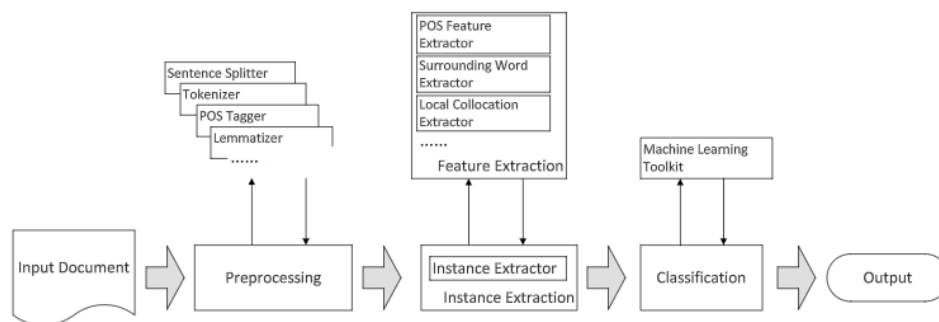 POS Feature
Extractor
Surrounding Word
Extractor
Local Collocation
Extractor
......
Feature Extraction
Sentence Splitter
Tokenizer
POS Tagger
Lemmatizer
......
Machine Learning
Toolkit
Input Document
Preprocessing
Instance Extractor
Instance Extraction
Classification
Output